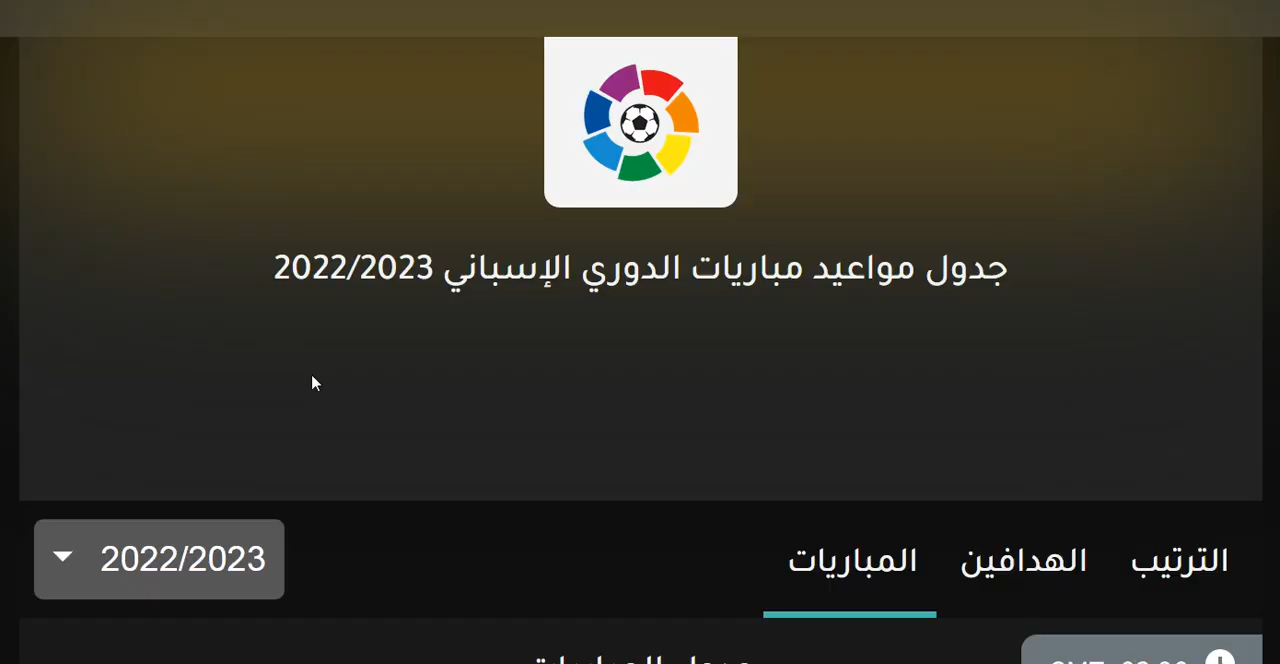 جدول مواعيد مباريات الدوري الإسباني 2022/2023
الترتيب
الهدافين
المباريات
2022/2023